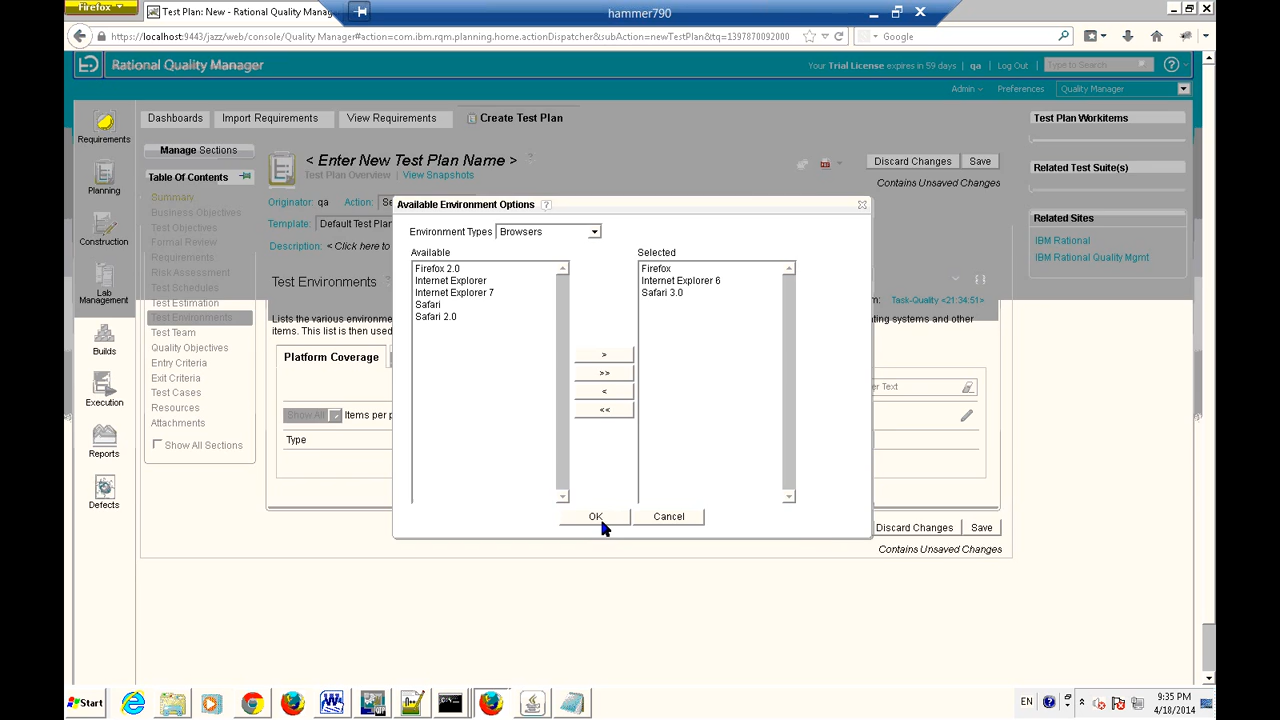 Firefox
Test Plan: New - Rational Quality Manag
hammer790
https://localhost:9443/jazz/web/console/Quality Manager#action=com.ibm.rqm.planning.home.actionDispatcher&subAction=newTestPlan&tq=1397870092000
Google
Rational Quality Manager
Your Trial License expires in 59 days
qa
Log Out
Type to Search
Admin
Preferences
Quality Manager
Requirements
Planning
Construction
Lab
Management
Builds
Execution
Reports
Defects
Dashboards
Import Requirements
View Requirements
Create Test Plan
Manage Sections
Table Of Contents
Summary
Business Objectives
Test Objectives
Formal Review
Requirements
Risk Assessment
Test Schedules
Test Estimation
Test Environments
Test Team
Quality Objectives
Entry Criteria
Exit Criteria
Test Cases
Resources
Attachments
Show All Sections
< Enter New Test Plan Name >
Test Plan Overview
View Snapshots
Discard Changes
Save
Contains Unsaved Changes
Originator: qa
Action:
Template: Default Test Plan
Description: < Click here to
Test Environments
Task-Quality <21:34:51>
Lists the various environmen
rating systems and other
items. This list is then used
Platform Coverage
er Text
Show All
Items per p
Type
Available Environment Options
Environment Types
Browsers
Available
Firefox 2.0
Internet Explorer
Internet Explorer 7
Safari
Safari 2.0
>
>>
<
<<
Selected
Firefox
Internet Explorer 6
Safari 3.0
OK
Cancel
Discard Changes
Save
Contains Unsaved Changes
Test Plan Workitems
Related Test Suite(s)
Related Sites
IBM Rational
IBM Rational Quality Mgmt
Start
EN
9:35 PM
4/18/2014